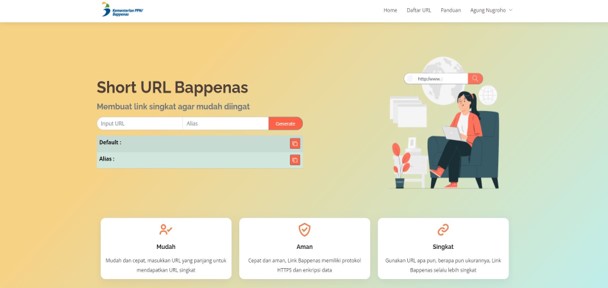 Kementerian PPN/
Bappenas
Home Daftar URL Panduan Agung Nugroho
http://www.:
Short URL Bappenas
Membuat link singkat agar mudah diingat
Input URL Alias Generate
Default :
Alias :
Mudah
Mudah dan cepat, masukkan URL yang panjang untuk
mendapatkan URL singkat
Aman
Cepat dan aman, Link Bappenas memiliki protokol
HTTPS dan enkripsi data
Singkat
Gunakan URL apa pun, berapa pun ukurannya, Link
Bappenas selalu lebih singkat